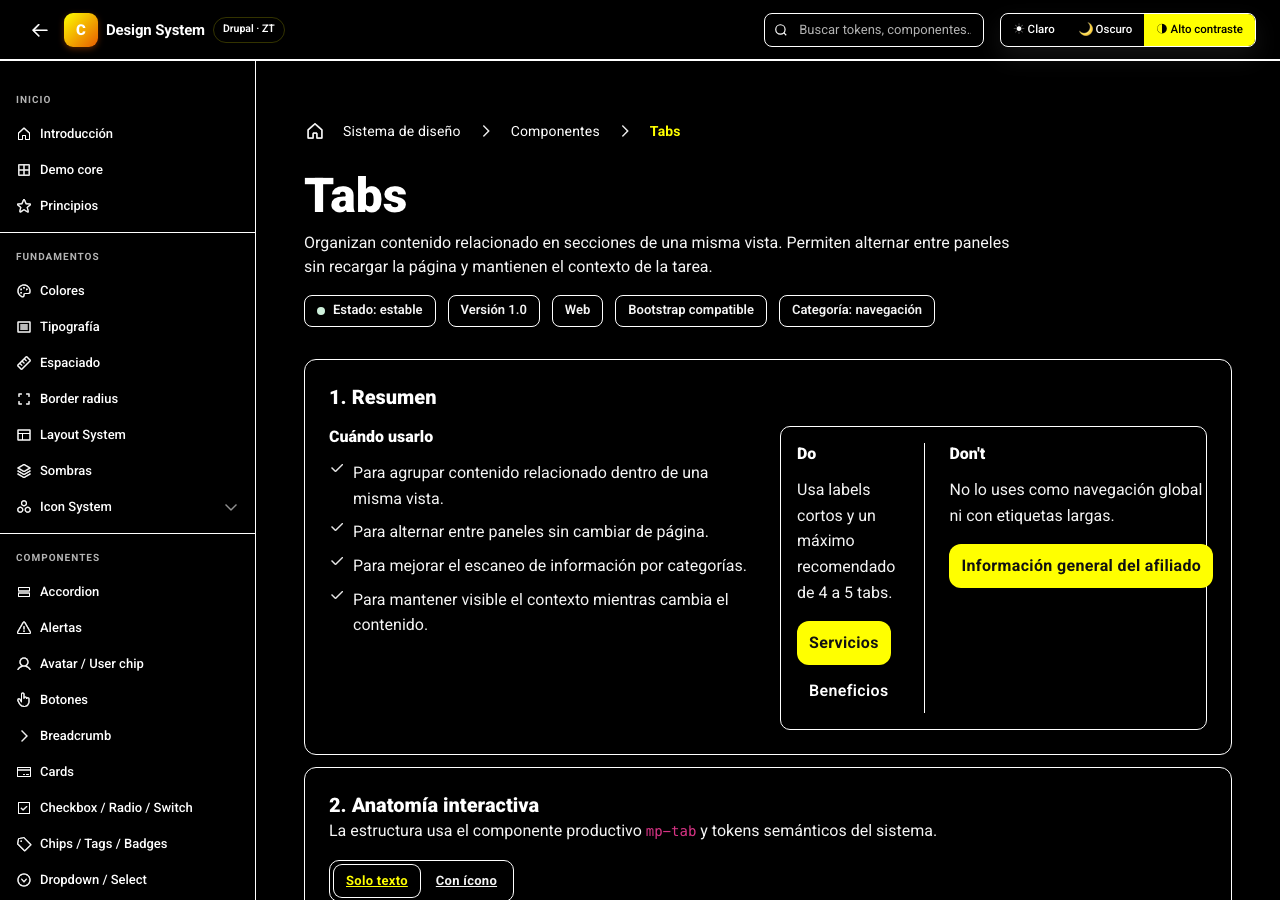 C Design System Drupal · ZT Buscar tokens, componentes.. Claro Oscuro Alto contraste
INICIO
Introducción
Demo core
Principios
FUNDAMENTOS
Colores
Tipografía
Espaciado
Border radius
Layout System
Sombras
Icon System
COMPONENTES
Accordion
Alertas
Avatar / User chip
Botones
Breadcrumb
Cards
Checkbox / Radio / Switch
Chips / Tags / Badges
Dropdown / Select
Sistema de diseño Componentes Tabs
Tabs
Organizan contenido relacionado en secciones de una misma vista. Permiten alternar entre paneles
sin recargar la página y mantienen el contexto de la tarea.
Estado: estable Versión 1.0 Web Bootstrap compatible Categoría: navegación
1. Resumen
Cuándo usarlo
Para agrupar contenido relacionado dentro de una
misma vista.
Para alternar entre paneles sin cambiar de página.
Para mejorar el escaneo de información por categorías.
Para mantener visible el contexto mientras cambia el
contenido.
Do
Usa labels
cortos y un
máximo
recomendado
de 4 a 5 tabs.
Servicios
Beneficios
Don't
No lo uses como navegación global
ni con etiquetas largas.
Información general del afiliado
2. Anatomía interactiva
La estructura usa el componente productivo mp-tab y tokens semánticos del sistema.
Solo texto Con ícono